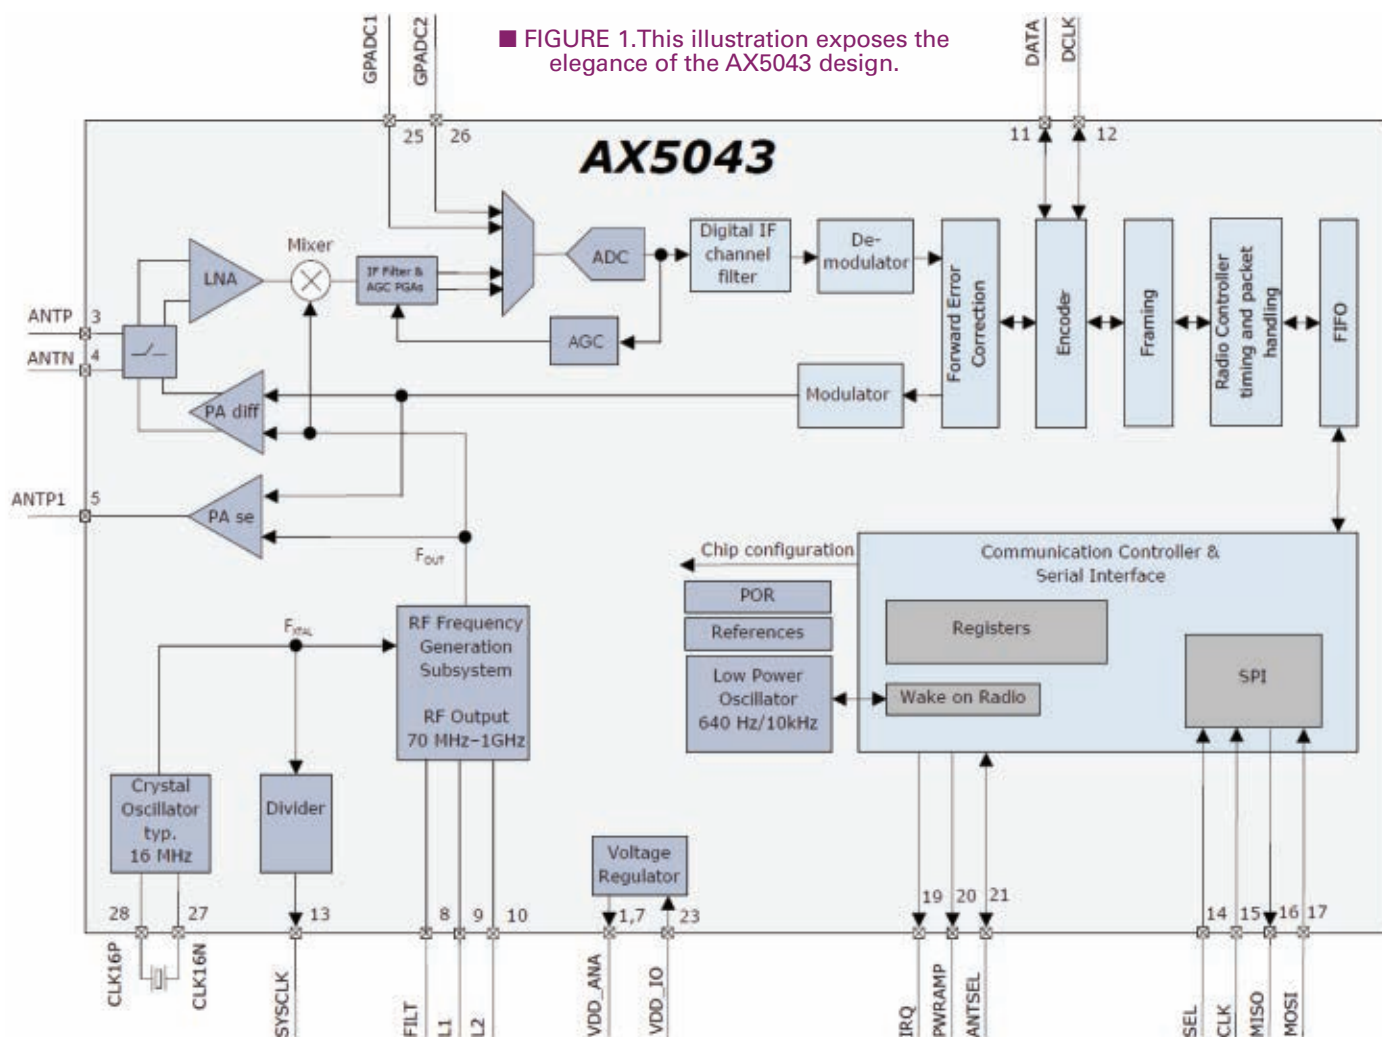 ■ FIGURE 1.This illustration exposes the
elegance of the AX5043 design.
GPADC1
GPADC2
DATA
DCLK
25
26
11
12
AX5043
Mixer
LNA
IF Filter &
AGC PGAs
ADC
AGC
Digital IF
channel
filter
De-
modulator
Modulator
Forward Error
Correction
Encoder
Framing
Radio Controller
timing and packet
handling
FIFO
ANTP
3
ANTN
4
PA diff
ANTP1
5
PA se
FOUT
FXTAL
RF Frequency
Generation
Subsystem
RF Output
70 MHz–1GHz
Chip configuration
POR
References
Low Power
Oscillator
640 Hz/10kHz
Communication Controller &
Serial Interface
Registers
Wake on Radio
SPI
Crystal
Oscillator
typ.
16 MHz
Divider
Voltage
Regulator
28
27
13
8
9
10
1,7
23
19
20
21
14
15
16
17
CLK16P
CLK16N
SYSCLK
FILT
L1
L2
VDD_ANA
VDD_IO
IRQ
PWRAMP
ANTSEL
SEL
CLK
MISO
MOSI